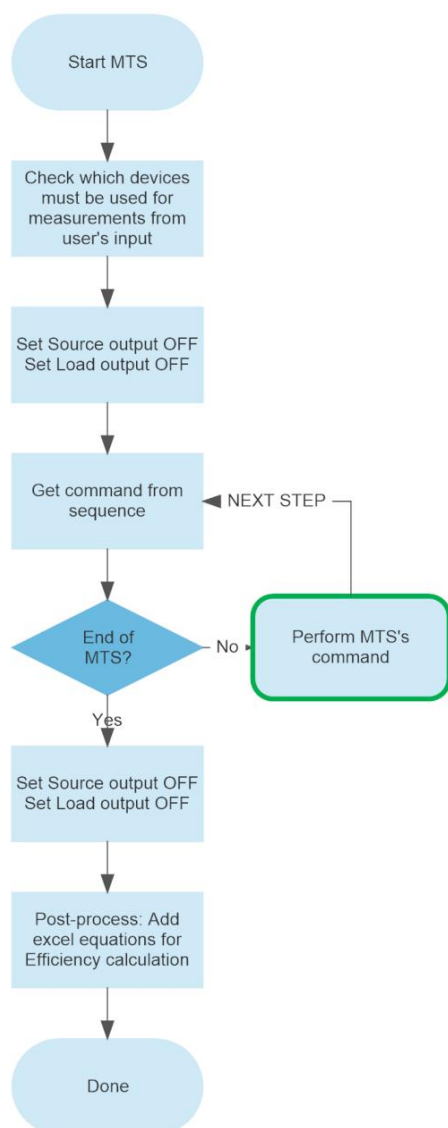 Start MTS
Check which devices
must be used for
measurements from
user's input
Set Source output OFF
Set Load output OFF
Get command from
sequence
NEXT STEP
End of
MTS?
No
Perform MTS's
command
Yes
Set Source output OFF
Set Load output OFF
Post-process: Add
excel equations for
Efficiency calculation
Done